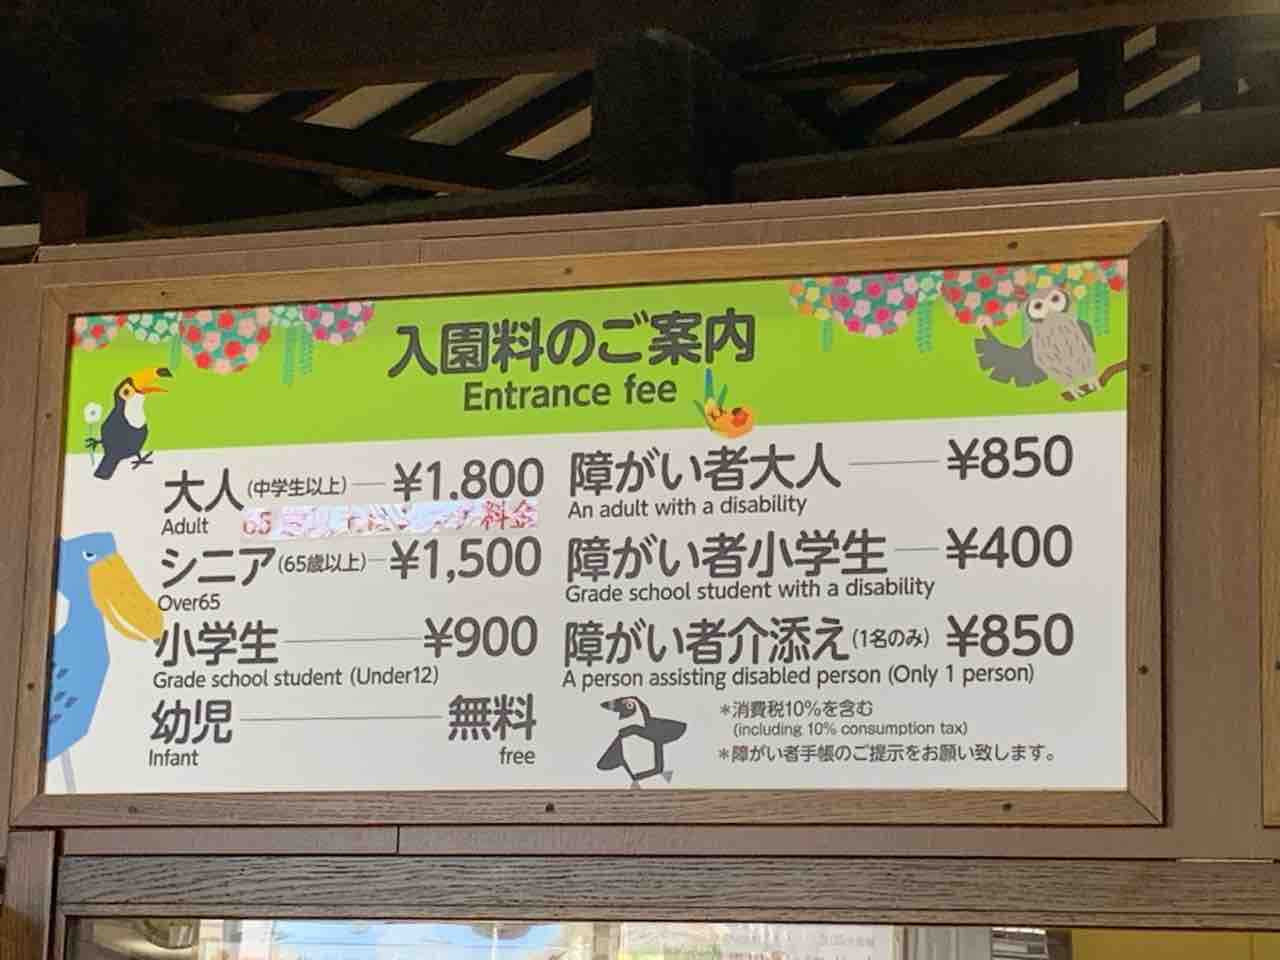 入園料のご案内
Entrance fee
大人(中学生以上) ¥1,800
Adult
65 料金
シニア(65歳以上) ¥1,500
Over65
小学生 ¥900
Grade school student (Under12)
幼児 無料
Infant free
障がい者大人 ¥850
An adult with a disability
障がい者小学生 ¥400
Grade school student with a disability
障がい者介添え(1名のみ) ¥850
A person assisting disabled person (Only 1 person)
*消費税10%を含む
(including 10% consumption tax)
*障がい者手帳のご提示をお願い致します。